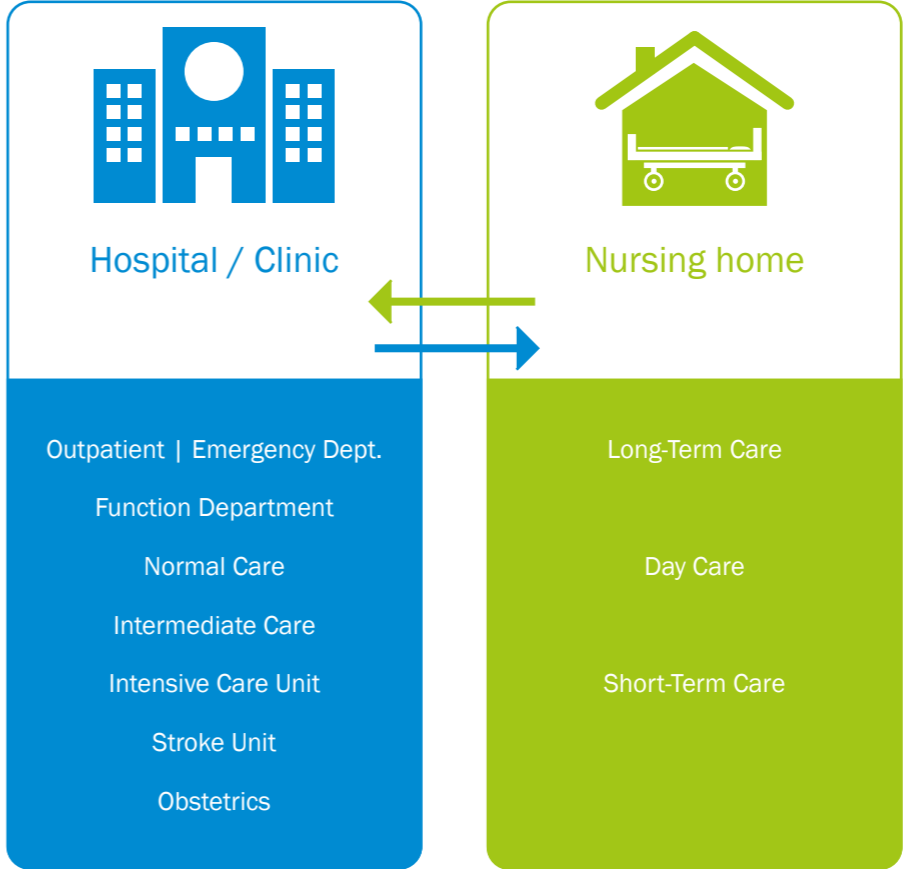 Hospital / Clinic
Outpatient | Emergency Dept.
Function Department
Normal Care
Intermediate Care
Intensive Care Unit
Stroke Unit
Obstetrics
Nursing home
Long-Term Care
Day Care
Short-Term Care